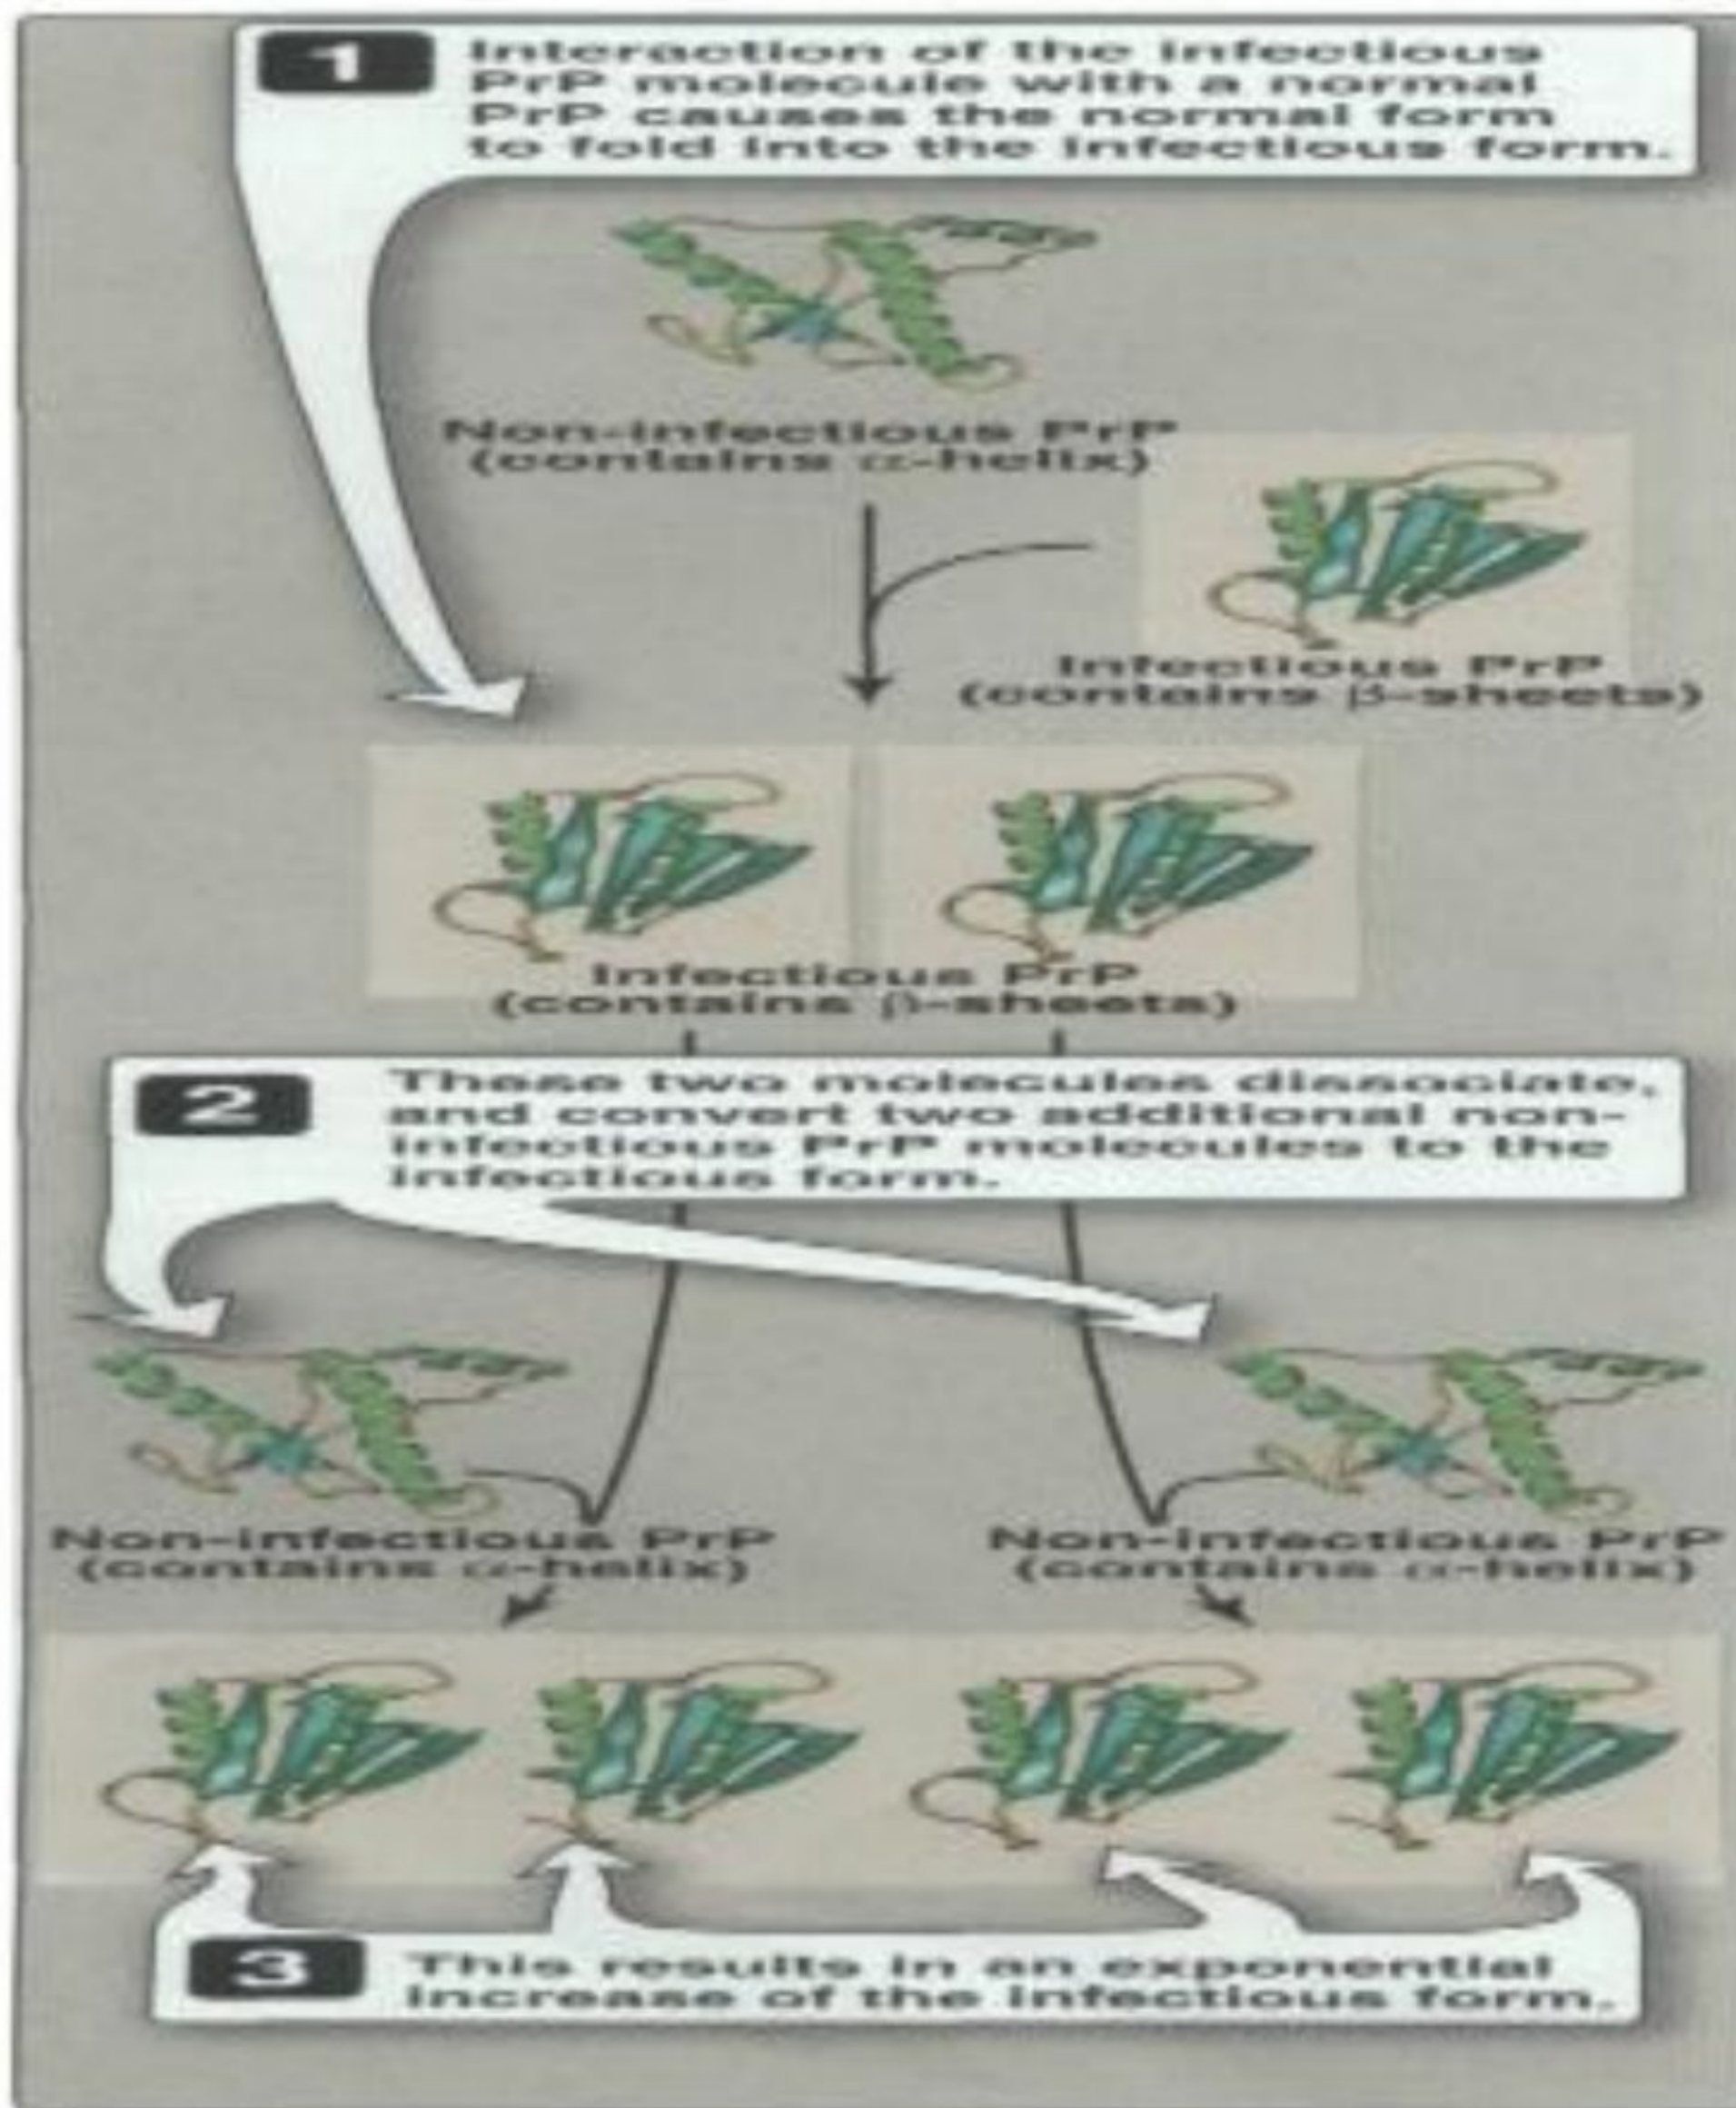 1
Interaction of the infectious
PrP molecule with a normal
PrP causes the normal form
to fold into the infectious form.
Non-infectious PrP
(contains α-helix)
Infectious PrP
(contains β-sheets)
Infectious PrP
(contains β-sheets)
2
These two molecules dissociate,
and convert two additional non-
infectious PrP molecules to the
infectious form.
Non-infectious PrP
(contains α-helix)
Non-infectious PrP
(contains α-helix)
3
This results in an exponential
increase of the infectious form.